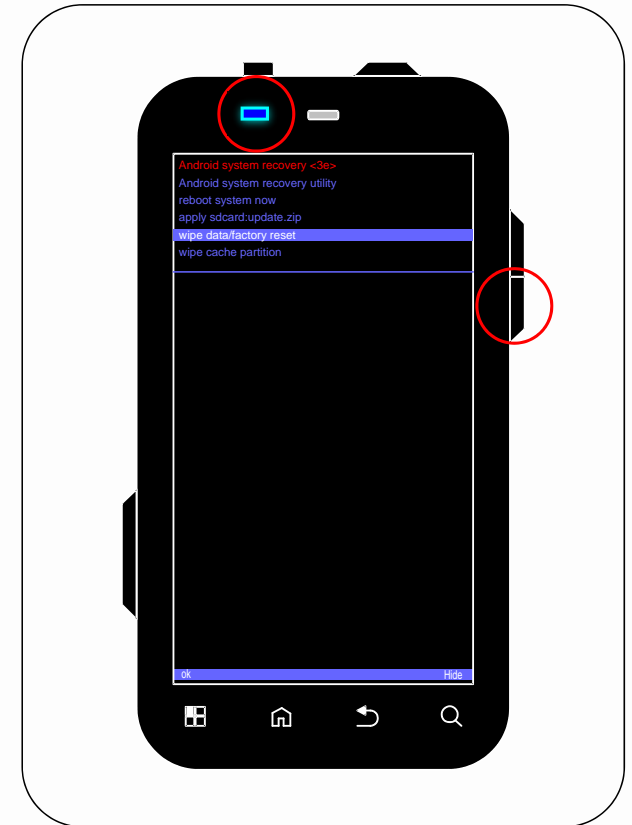 Android system recovery <3e>
Android system recovery utility
reboot system now
apply sdcard:update.zip
wipe data/factory reset
wipe cache partition
ok Hide